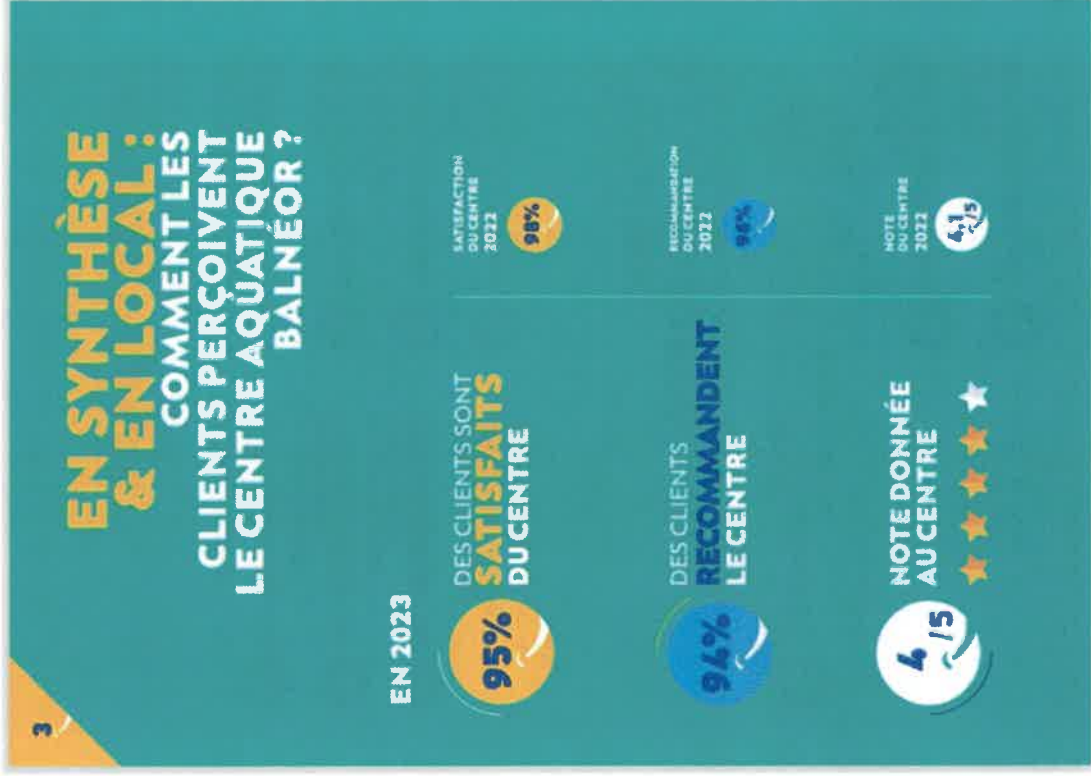 3
EN SYNTHÈSE
& EN LOCAL :
COMMENT LES
CLIENTS PERÇOIVENT
LE CENTRE AQUATIQUE
BALNÉOR ?
EN 2023
95%
DES CLIENTS SONT
SATISFAITS
DU CENTRE
SATISFACTION
DU CENTRE
2022
98%
94%
DES CLIENTS
RECOMMANDENT
LE CENTRE
RECOMMANDATION
DU CENTRE
2022
96%
4 /5
NOTE DONNÉE
AU CENTRE
NOTE
DU CENTRE
2022
4,1 /5